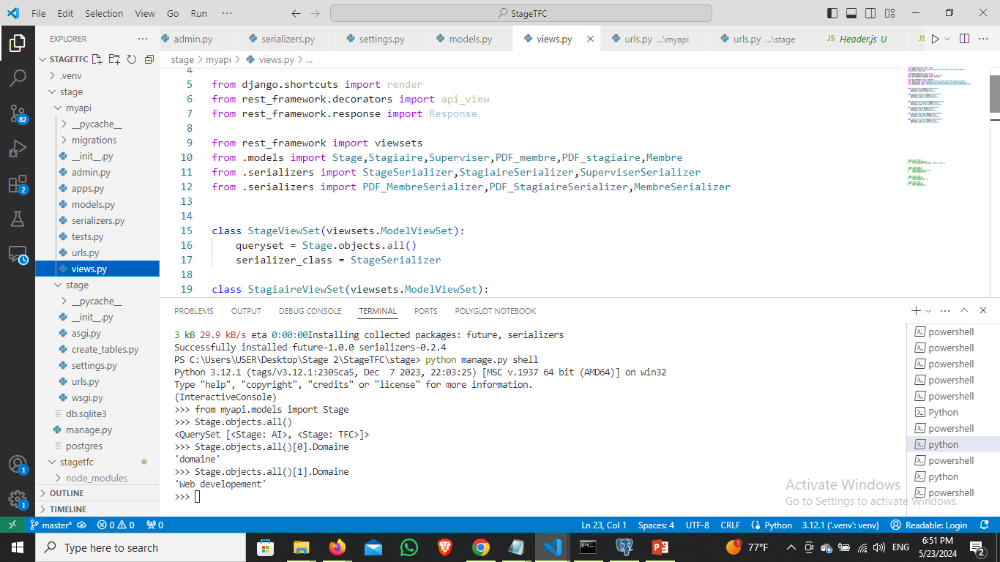 File Edit Selection View Go Run ··· StageTFC
EXPLORER ···
admin.py serializers.py settings.py models.py views.py urls.py ...\myapi urls.py ...\stage JS Header.js U JS
STAGETFC
stage > myapi > views.py > ...
.venv
stage
myapi
__pycache__
migrations
__init__.py
admin.py
apps.py
models.py
serializers.py
tests.py
urls.py
views.py
stage
__pycache__
__init__.py
asgi.py
create_tables.py
settings.py
urls.py
wsgi.py
db.sqlite3
manage.py
postgres
stagetfc
node_modules
OUTLINE
TIMELINE
4
5 from django.shortcuts import render
6 from rest_framework.decorators import api_view
7 from rest_framework.response import Response
8
9 from rest_framework import viewsets
10 from .models import Stage,Stagiaire,Superviser,PDF_membre,PDF_stagiaire,Membre
11 from .serializers import StageSerializer,StagiaireSerializer,SuperviserSerializer
12 from .serializers import PDF_MembreSerializer,PDF_StagiaireSerializer,MembreSerializer
13
14
15 class StageViewSet(viewsets.ModelViewSet):
16 queryset = Stage.objects.all()
17 serializer_class = StageSerializer
18
19 class StagiaireViewSet(viewsets.ModelViewSet):
PROBLEMS OUTPUT DEBUG CONSOLE TERMINAL PORTS POLYGLOT NOTEBOOK
3 kB 29.9 kB/s eta 0:00:00Installing collected packages: future, serializers
Successfully installed future-1.0.0 serializers-0.2.4
PS C:\Users\USER\Desktop\Stage 2\StageTFC\stage> python manage.py shell
Python 3.12.1 (tags/v3.12.1:2305ca5, Dec  7 2023, 22:03:25) [MSC v.1937 64 bit (AMD64)] on win32
Type "help", "copyright", "credits" or "license" for more information.
(InteractiveConsole)
>>> from myapi.models import Stage
>>> Stage.objects.all()
<QuerySet [<Stage: AI>, <Stage: TFC>]>
>>> Stage.objects.all()[0].Domaine
'domaine'
>>> Stage.objects.all()[1].Domaine
'Web developement'
>>>
powershell
powershell
powershell
powershell
powershell
Python
powershell
python
powershell
python
powershell
Activate Windows
Go to Settings to activate Windows.
82
2
1
1
master* 0 0 0 Ln 23, Col 1 Spaces: 4 UTF-8 CRLF Python 3.12.1 ('.venv': venv) Readable: Login
Type here to search 77°F ENG 6:51 PM
5/23/2024
2